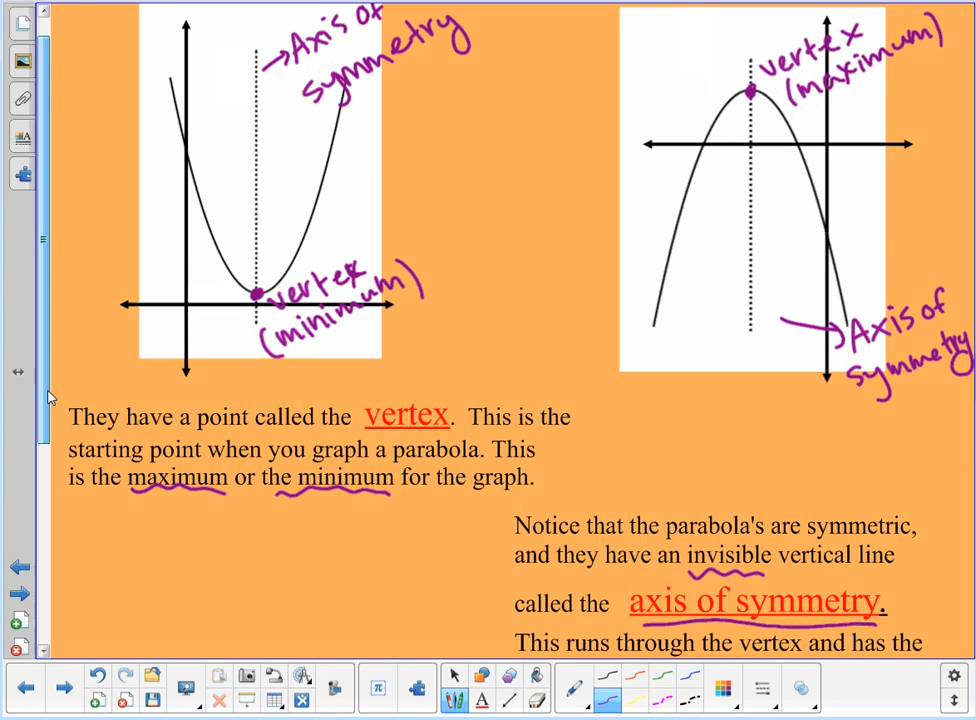 →Axis of
symmetry
vertex
(maximum)
vertex
(minimum)
Axis of
symmetry
They have a point called the vertex. This is the
starting point when you graph a parabola. This
is the maximum or the minimum for the graph.
Notice that the parabola's are symmetric,
and they have an invisible vertical line
called the axis of symmetry.
This runs through the vertex and has the